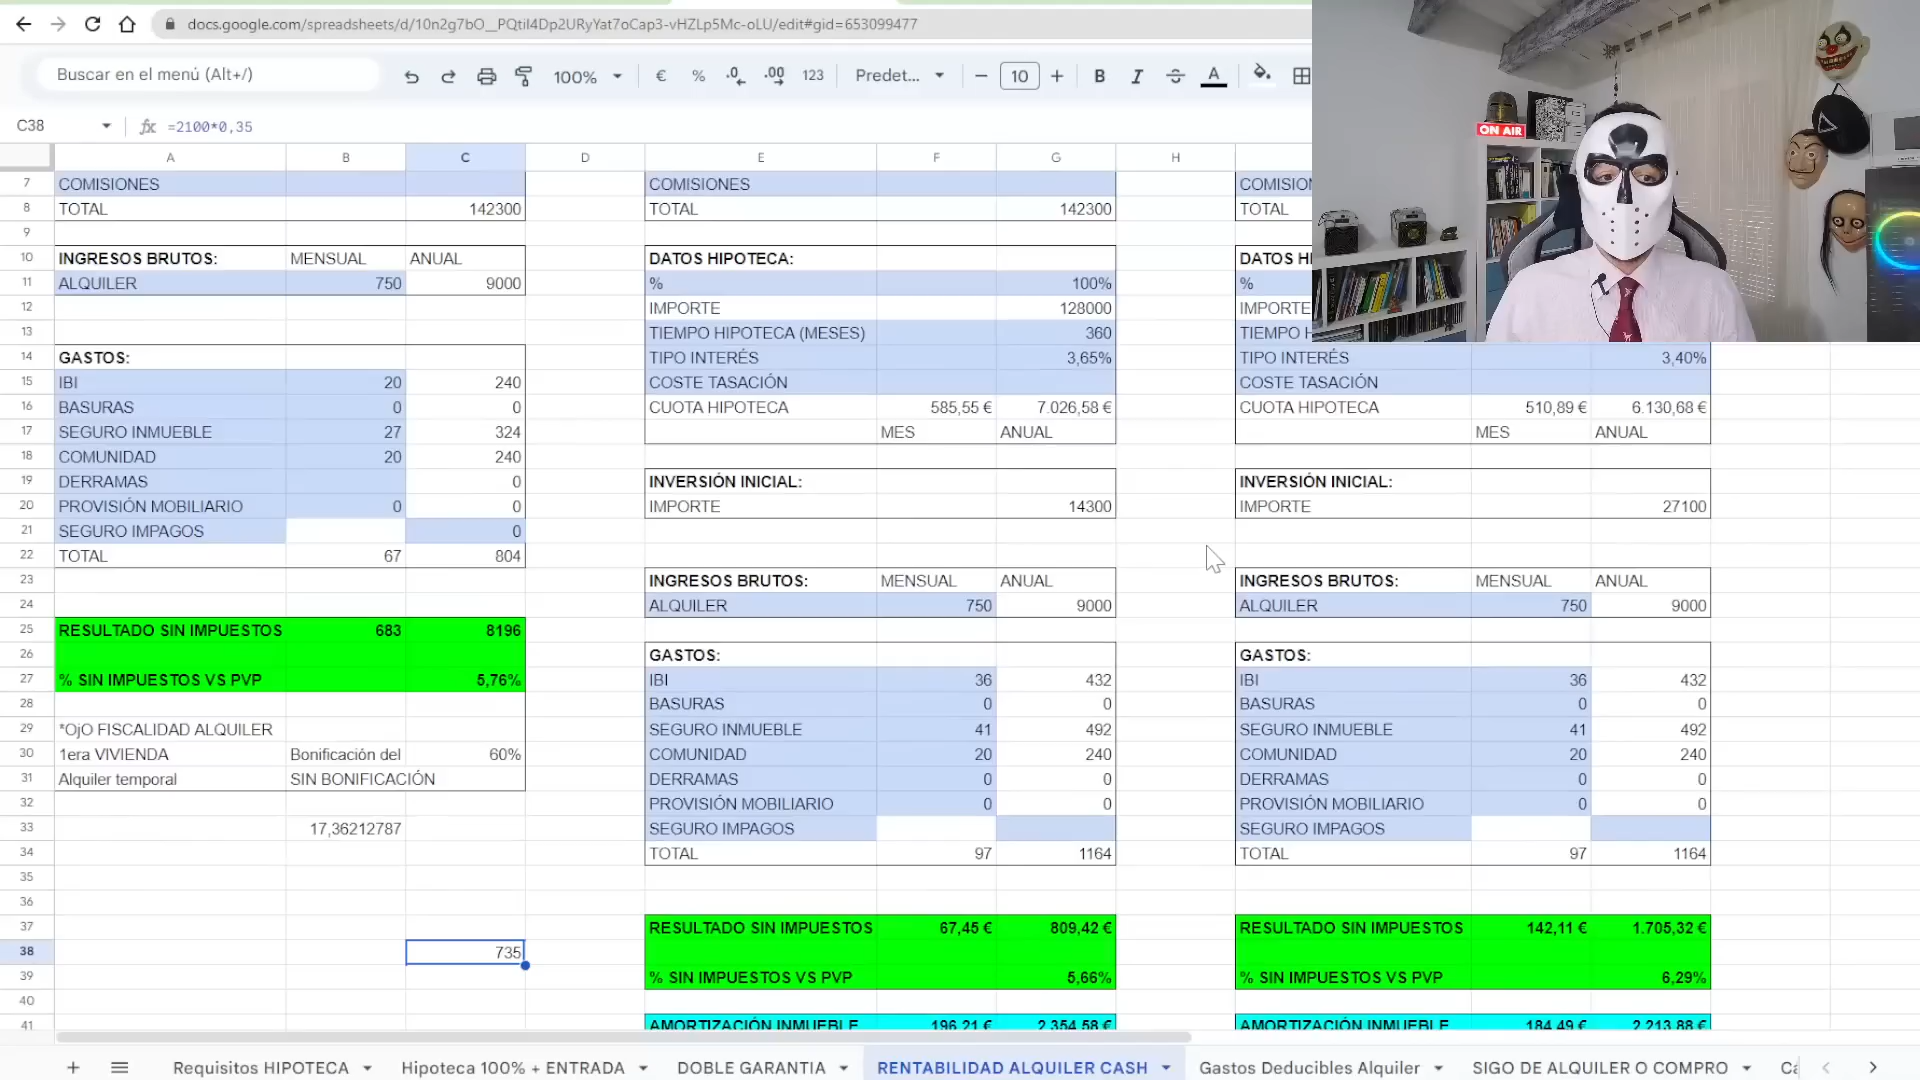 docs.google.com/spreadsheets/d/10n2g7bO__PQtiI4Dp2URyYat7oCap3-vHZLp5Mc-oLU/edit#gid=653099477
Buscar en el menú (Alt+/) 100% € % .0 .00 123 Predet... 10 B I A
C38 fx =2100*0,35
ON AIR
A B C D E F G H
7 COMISIONES COMISIONES COMISION
8 TOTAL 142300 TOTAL 142300 TOTAL
9
10 INGRESOS BRUTOS: MENSUAL ANUAL DATOS HIPOTECA: DATOS HI
11 ALQUILER 750 9000 % 100% %
12 IMPORTE 128000 IMPORTE
13 TIEMPO HIPOTECA (MESES) 360 TIEMPO H
14 GASTOS: TIPO INTERÉS 3,65% TIPO INTERÉS 3,40%
15 IBI 20 240 COSTE TASACIÓN COSTE TASACIÓN
16 BASURAS 0 0 CUOTA HIPOTECA 585,55 € 7.026,58 € CUOTA HIPOTECA 510,89 € 6.130,68 €
17 SEGURO INMUEBLE 27 324 MES ANUAL MES ANUAL
18 COMUNIDAD 20 240
19 DERRAMAS 0 INVERSIÓN INICIAL: INVERSIÓN INICIAL:
20 PROVISIÓN MOBILIARIO 0 0 IMPORTE 14300 IMPORTE 27100
21 SEGURO IMPAGOS 0
22 TOTAL 67 804
23 INGRESOS BRUTOS: MENSUAL ANUAL INGRESOS BRUTOS: MENSUAL ANUAL
24 ALQUILER 750 9000 ALQUILER 750 9000
25 RESULTADO SIN IMPUESTOS 683 8196
26 GASTOS: GASTOS:
27 % SIN IMPUESTOS VS PVP 5,76% IBI 36 432 IBI 36 432
28 BASURAS 0 0 BASURAS 0 0
29 *OjO FISCALIDAD ALQUILER SEGURO INMUEBLE 41 492 SEGURO INMUEBLE 41 492
30 1era VIVIENDA Bonificación del 60% COMUNIDAD 20 240 COMUNIDAD 20 240
31 Alquiler temporal SIN BONIFICACIÓN DERRAMAS 0 0 DERRAMAS 0 0
32 PROVISIÓN MOBILIARIO 0 0 PROVISIÓN MOBILIARIO 0 0
33 17,36212787 SEGURO IMPAGOS SEGURO IMPAGOS
34 TOTAL 97 1164 TOTAL 97 1164
35
36
37 RESULTADO SIN IMPUESTOS 67,45 € 809,42 € RESULTADO SIN IMPUESTOS 142,11 € 1.705,32 €
38 735
39 % SIN IMPUESTOS VS PVP 5,66% % SIN IMPUESTOS VS PVP 6,29%
40
41 AMORTIZACIÓN INMUEBLE 196,21 € 2.354,58 € AMORTIZACIÓN INMUEBLE 184,49 € 2.213,88 €
Requisitos HIPOTECA Hipoteca 100% + ENTRADA DOBLE GARANTIA RENTABILIDAD ALQUILER CASH Gastos Deducibles Alquiler SIGO DE ALQUILER O COMPRO